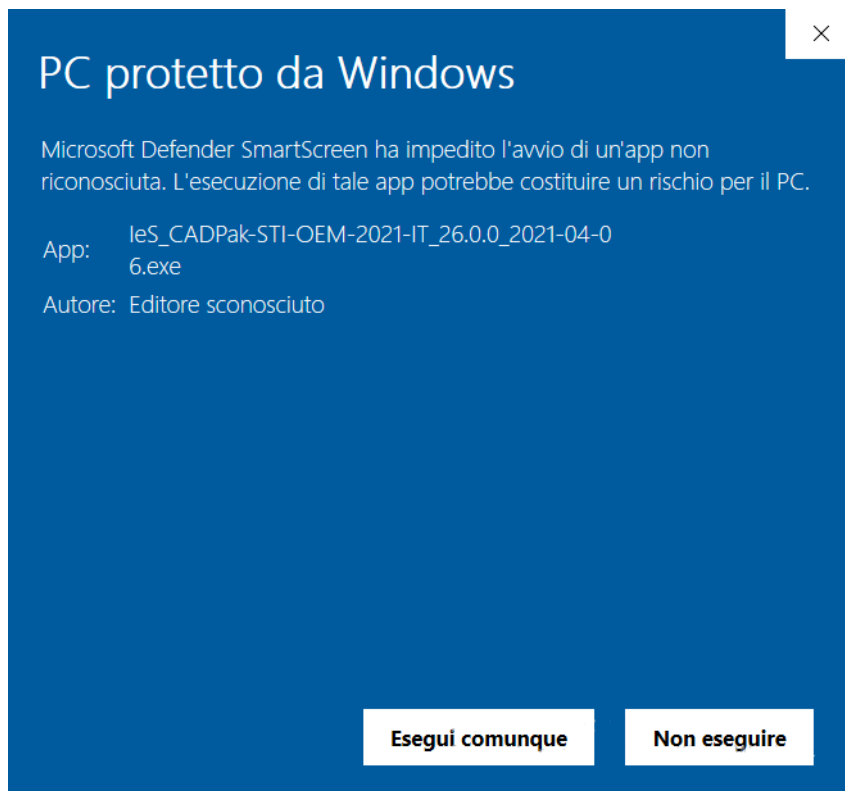 PC protetto da Windows
Microsoft Defender SmartScreen ha impedito l'avvio di un'app non
riconosciuta. L'esecuzione di tale app potrebbe costituire un rischio per il PC.
App: IeS_CADPak-STI-OEM-2021-IT_26.0.0_2021-04-0
6.exe
Autore: Editore sconosciuto
Esegui comunque Non eseguire